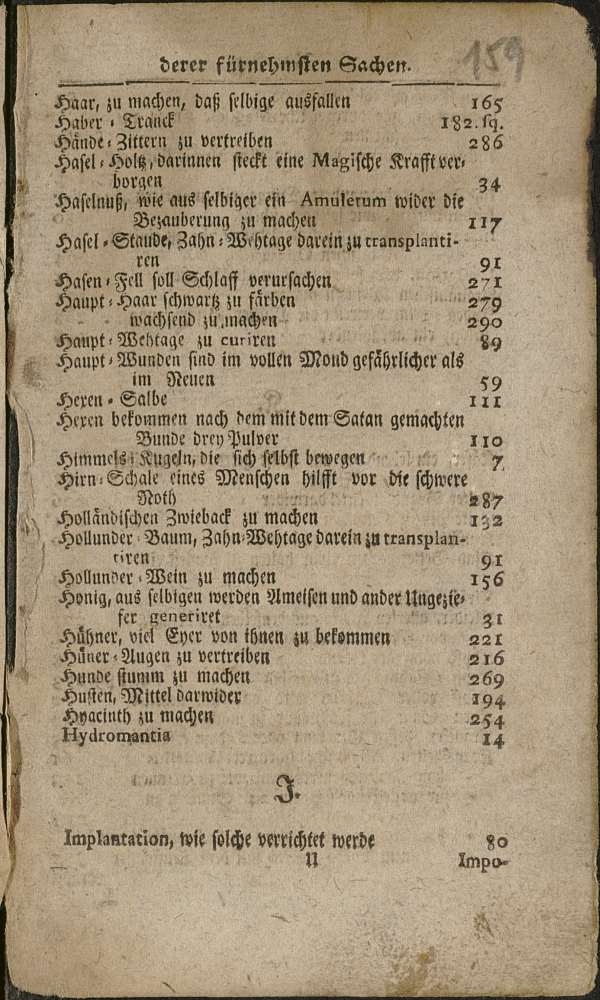 derer fürnehmsten Sachen.
159
Haar, zu machen, daß selbige ausfallen 165
Haber-Tranck 182. sq.
Hände-Zittern zu vertreiben 286
Hasel-Holtz, darinnen steckt eine Magische Krafft ver-
borgen 34
Haselnuß, wie aus selbiger ein Amuletum wider die
Bezauberung zu machen 117
Hasel-Staude, Zahn-Wehtage darein zu transplanti-
ren 91
Hasen-Fell soll Schlaff verursachen 271
Haupt-Haar schwartz zu färben 279
wachsend zu machen 290
Haupt-Wehtage zu curiren 89
Haupt-Wunden sind im vollen Mond gefährlicher als
im Neuen 59
Hexen-Salbe 111
Hexen bekommen nach dem mit dem Satan gemachten
Bunde drey Pulver 110
Himmels-Kugeln, die sich selbst bewegen 7
Hirn-Schale eines Menschen hilfft vor die schwere
Noth 287
Holländischen Zwieback zu machen 132
Hollunder-Baum, Zahn-Wehtage darein zu transplan-
tiren 91
Hollunder-Wein zu machen 156
Honig, aus selbigen werden Ameisen und ander Ungezie-
fer generiret 31
Hühner, viel Eyer von ihnen zu bekommen 221
Hüner-Augen zu vertreiben 216
Hunde stumm zu machen 269
Husten, Mittel darwider 194
Hyacinth zu machen 254
Hydromantia 14
J.
Implantation, wie solche verrichtet werde 80
U Impo-